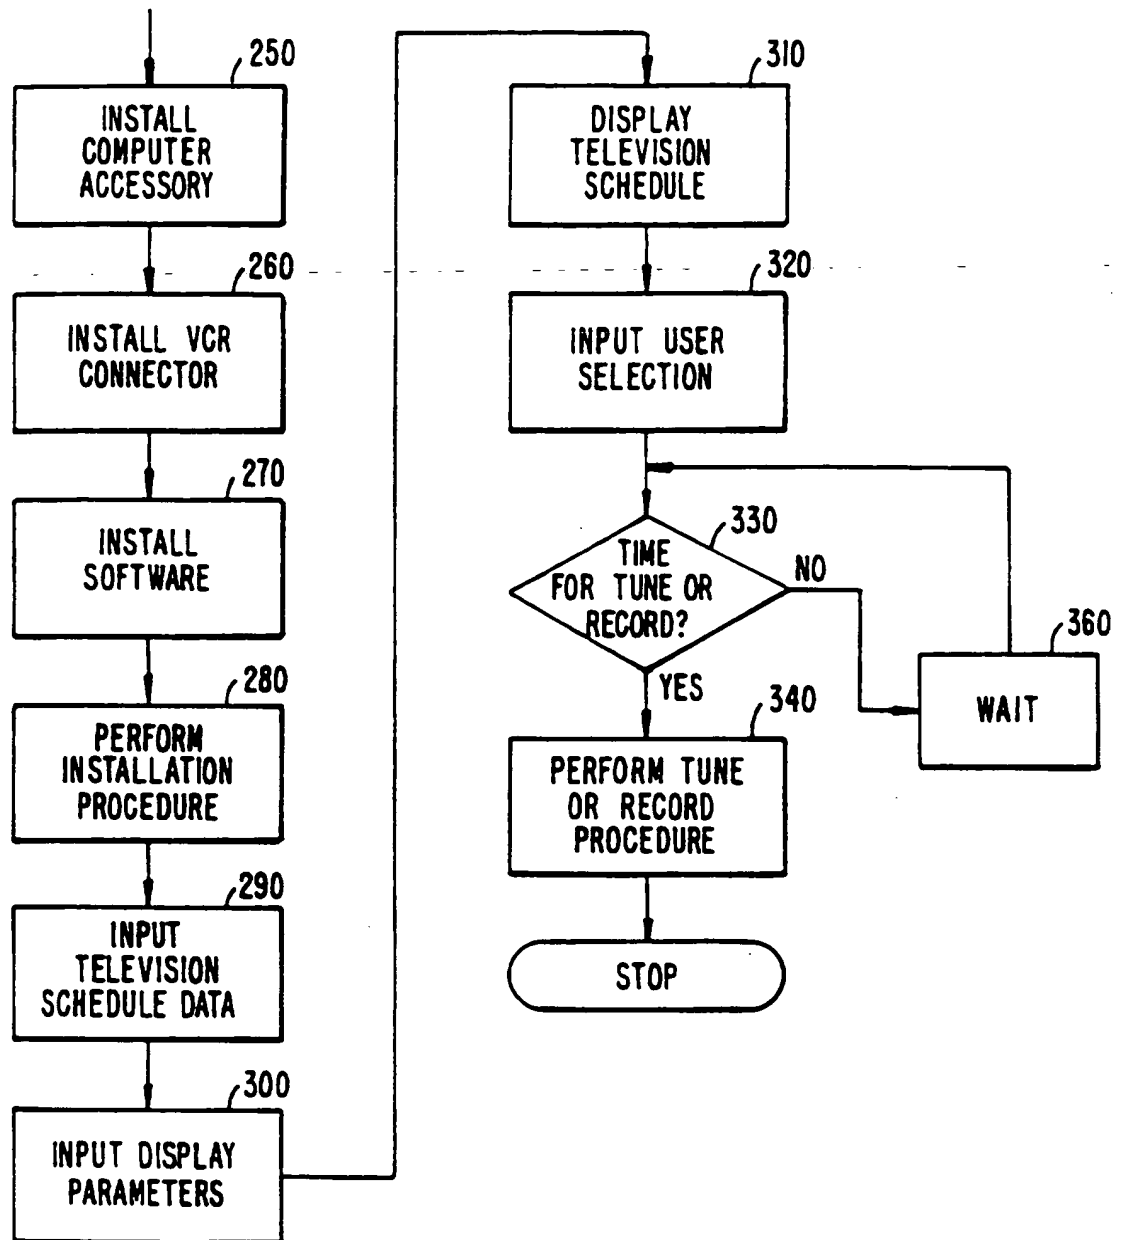 250
INSTALL
COMPUTER
ACCESSORY
260
INSTALL VCR
CONNECTOR
270
INSTALL
SOFTWARE
280
PERFORM
INSTALLATION
PROCEDURE
290
INPUT
TELEVISION
SCHEDULE DATA
300
INPUT DISPLAY
PARAMETERS
310
DISPLAY
TELEVISION
SCHEDULE
320
INPUT USER
SELECTION
330
TIME
FOR TUNE OR
RECORD?
NO
YES
360
WAIT
340
PERFORM TUNE
OR RECORD
PROCEDURE
STOP